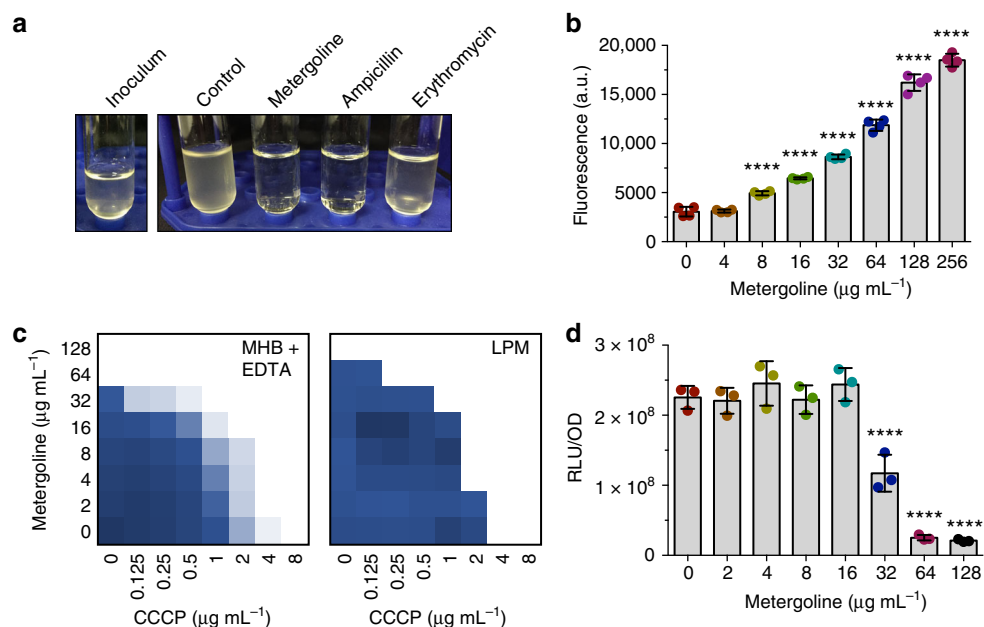 a
Inoculum
Control
Metergoline
Ampicillin
Erythromycin
b
Fluorescence (a.u.)
20,000
15,000
10,000
5000
0
**** **** **** **** **** ****
0 4 8 16 32 64 128 256
Metergoline (μg mL⁻¹)
c
Metergoline (μg mL⁻¹)
128
64
32
16
8
4
2
0
MHB +
EDTA
LPM
0 0.125 0.25 0.5 1 2 4 8
0 0.125 0.25 0.5 1 2 4 8
CCCP (μg mL⁻¹)
CCCP (μg mL⁻¹)
d
RLU/OD
3 × 10⁸
2 × 10⁸
1 × 10⁸
0
**** **** ****
0 2 4 8 16 32 64 128
Metergoline (μg mL⁻¹)